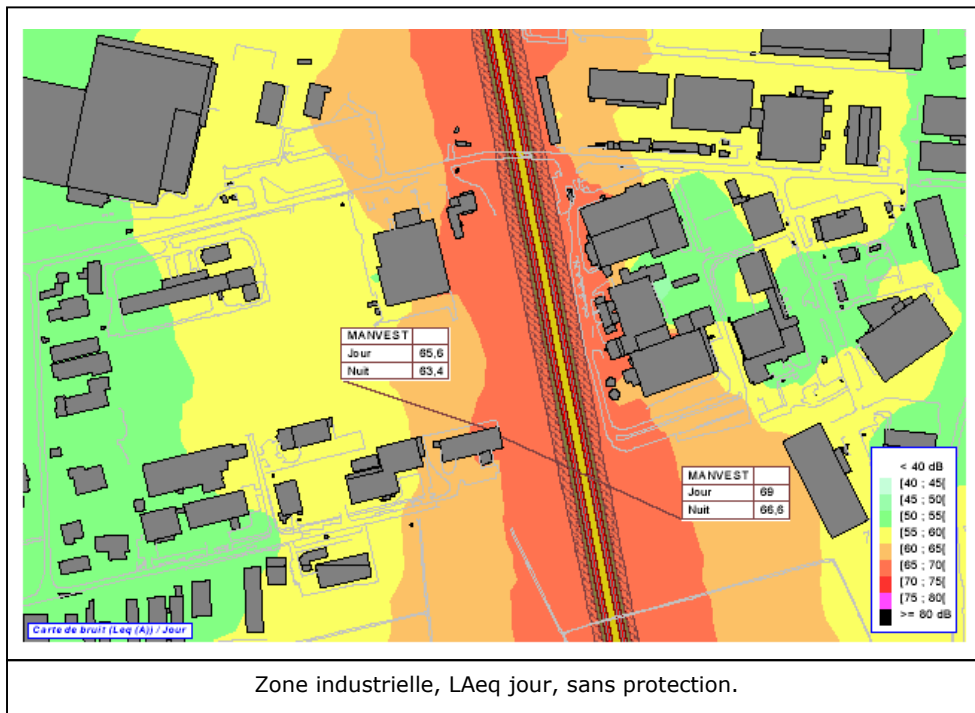 MANVEST
Jour 65,6
Nuit 63,4
MANVEST
Jour 69
Nuit 66,6
< 40 dB
[40 ; 45[
[45 ; 50[
[50 ; 55[
[55 ; 60[
[60 ; 65[
[65 ; 70[
[70 ; 75[
[75 ; 80[
>= 80 dB
Carte de bruit (Leq (A)) / Jour
Zone industrielle, LAeq jour, sans protection.